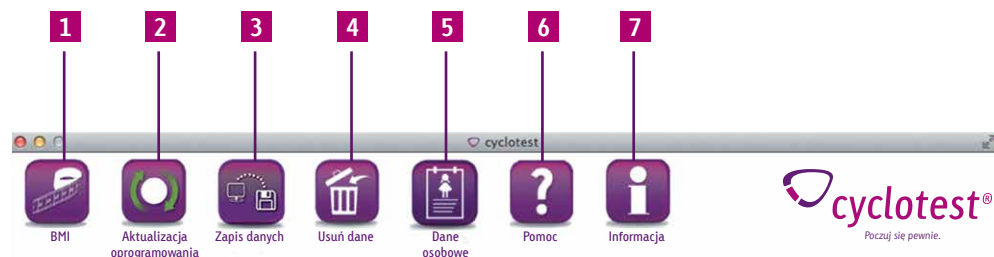 1 2 3 4 5 6 7
cyclotest
BMI
Aktualizacja
oprogramowania
Zapis danych
Usuń dane
Dane
osobowe
Pomoc
Informacja
cyclotest®
Poczuj się pewnie.